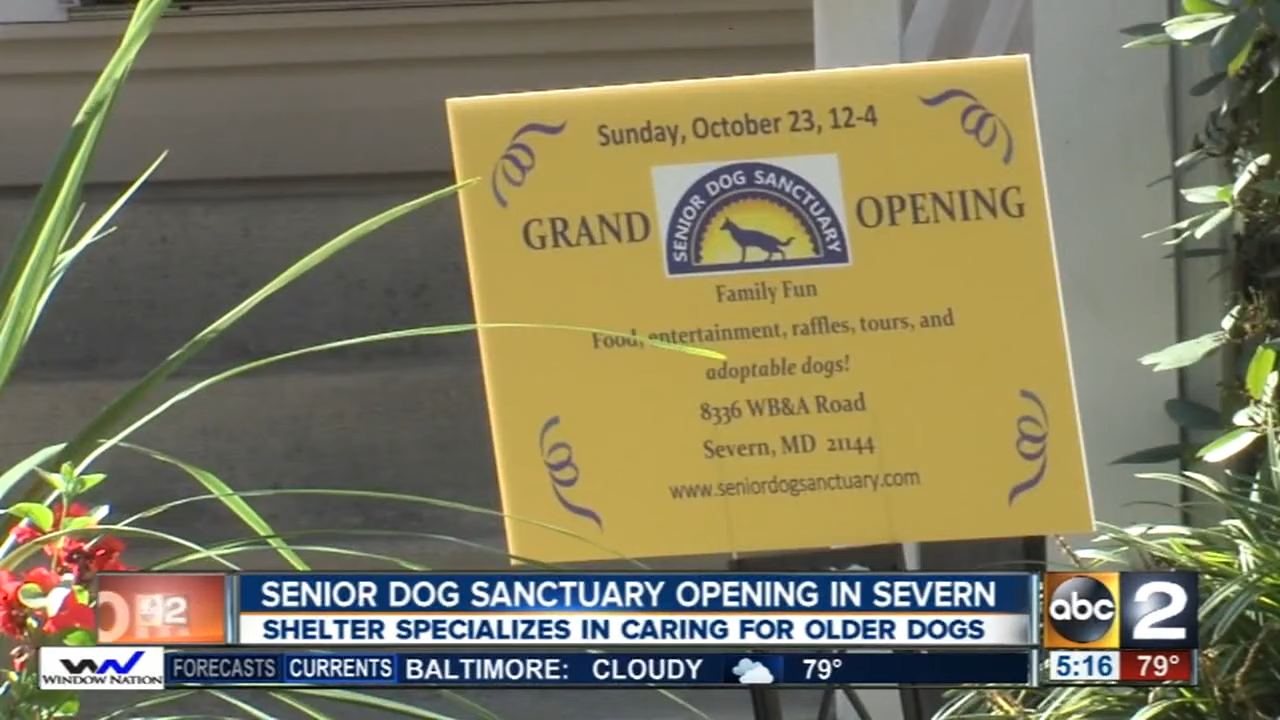 Sunday, October 23, 12-4
SENIOR DOG SANCTUARY
GRAND OPENING
Family Fun
Food, entertainment, raffles, tours, and
adoptable dogs!
8336 WB&A Road
Severn, MD 21144
www.seniordogsanctuary.com
SENIOR DOG SANCTUARY OPENING IN SEVERN
SHELTER SPECIALIZES IN CARING FOR OLDER DOGS
abc 2
WINDOW NATION
FORECASTS CURRENTS BALTIMORE: CLOUDY 79°
5:16 79°